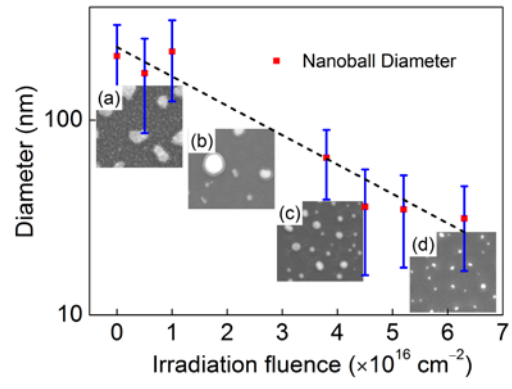 Nanoball Diameter
100
(a)
(b)
(c)
(d)
10
Diameter (nm)
0 1 2 3 4 5 6 7
Irradiation fluence (×10¹⁶ cm⁻²)